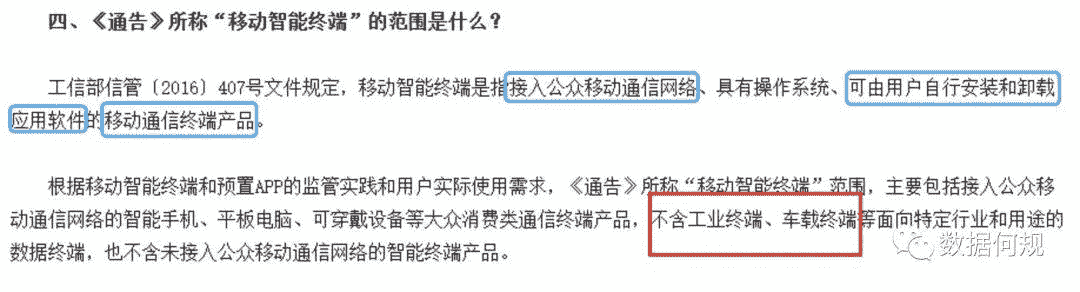 四、《通告》所称“移动智能终端”的范围是什么？
工信部信管〔2016〕407号文件规定，移动智能终端是指接入公众移动通信网络、具有操作系统、可由用户自行安装和卸载
应用软件的移动通信终端产品。
根据移动智能终端和预置APP的监管实践和用户实际使用需求，《通告》所称“移动智能终端”范围，主要包括接入公众移
动通信网络的智能手机、平板电脑、可穿戴设备等大众消费类通信终端产品，不含工业终端、车载终端等面向特定行业和用途的
数据终端，也不含未接入公众移动通信网络的智能终端产品。
数据何规